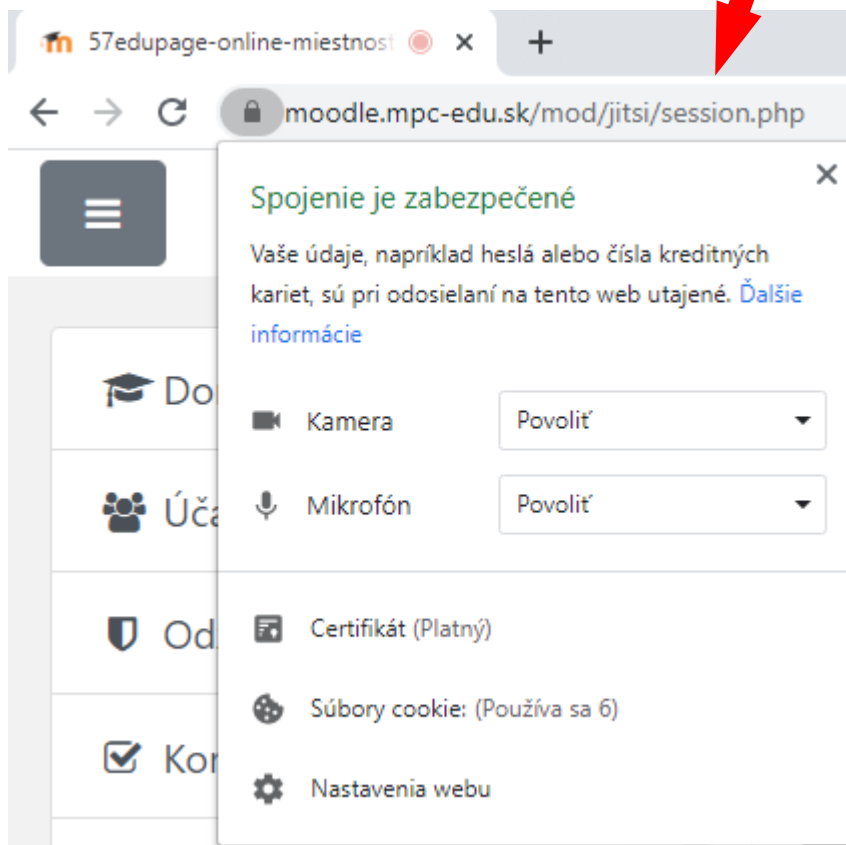 57edupage-online-miestnost
moodle.mpc-edu.sk/mod/jitsi/session.php
Spojenie je zabezpečené
Vaše údaje, napríklad heslá alebo čísla kreditných
kariet, sú pri odosielaní na tento web utajené. Ďalšie
informácie
Kamera
Povoliť
Mikrofón
Povoliť
Certifikát (Platný)
Súbory cookie: (Používa sa 6)
Nastavenia webu